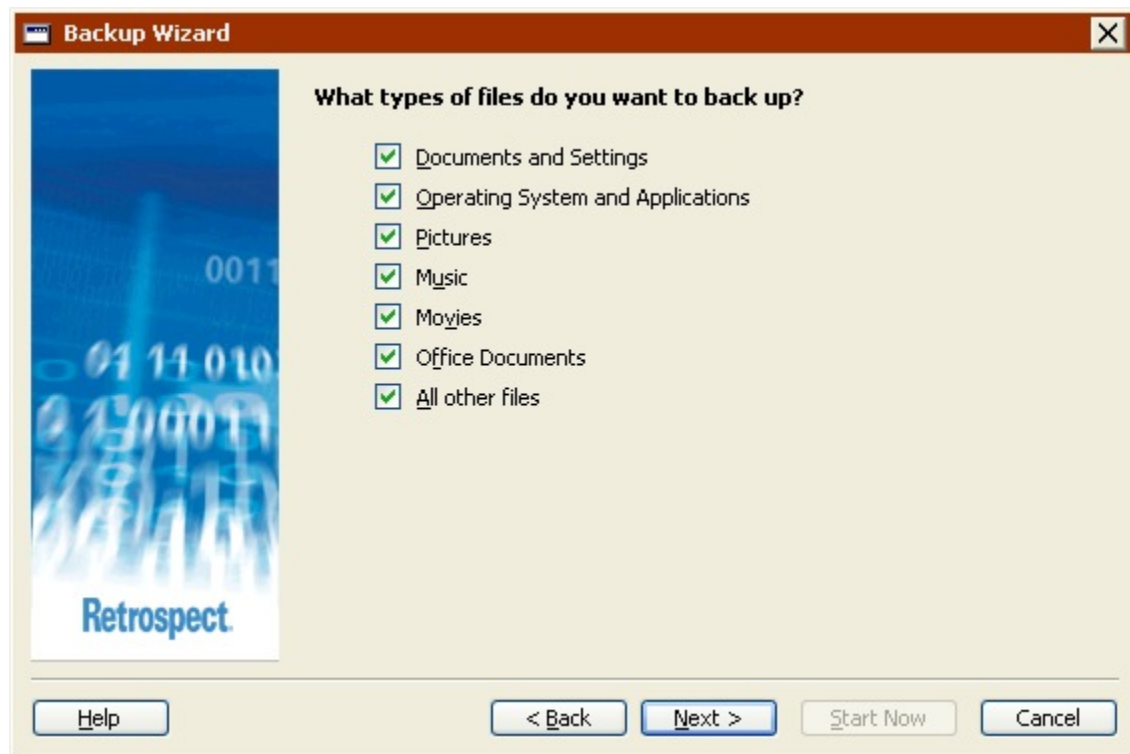 Backup Wizard
What types of files do you want to back up?
Documents and Settings
Operating System and Applications
Pictures
Music
Movies
Office Documents
All other files
0011
01 11 010
Retrospect
Help
< Back
Next >
Start Now
Cancel